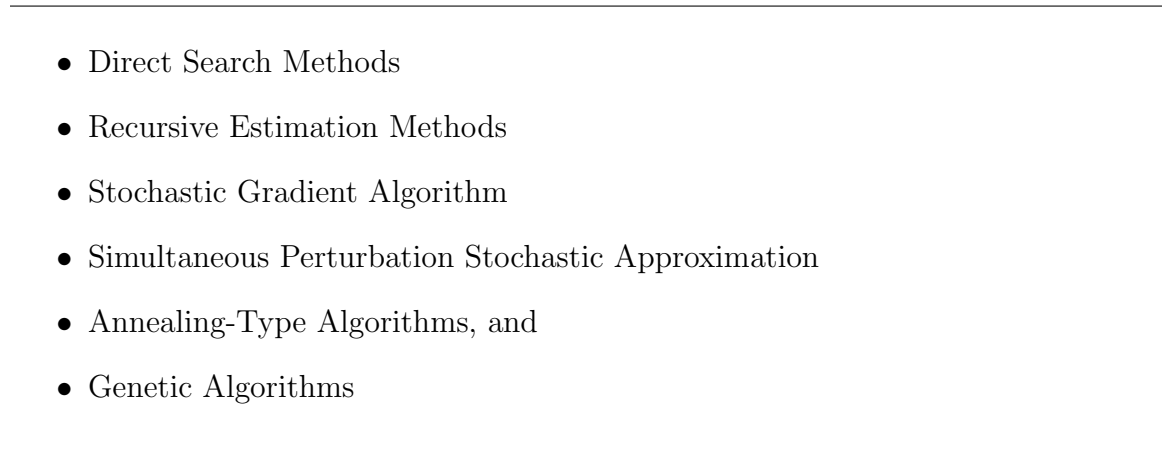 • Direct Search Methods
• Recursive Estimation Methods
• Stochastic Gradient Algorithm
• Simultaneous Perturbation Stochastic Approximation
• Annealing-Type Algorithms, and
• Genetic Algorithms